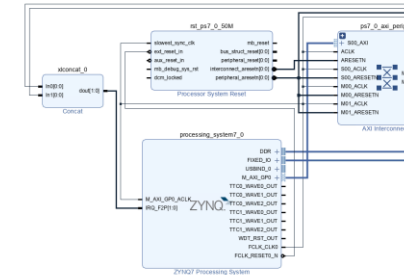 rst_ps7_0_50M
slowest_sync_clk
ext_reset_in
aux_reset_in
mb_debug_sys_rst
dcm_locked
mb_reset
bus_struct_reset[0:0]
peripheral_reset[0:0]
interconnect_aresetn[0:0]
peripheral_aresetn[0:0]
Processor System Reset
ps7_0_axi_perip
S00_AXI
ACLK
ARESETN
S00_ACLK
S00_ARESETN
M00_ACLK
M00_ARESETN
M01_ACLK
M01_ARESETN
AXI Interconnec
xlconcat_0
In0[0:0]
In1[0:0]
dout[1:0]
Concat
processing_system7_0
M_AXI_GP0_ACLK
IRQ_F2P[1:0]
ZYNQ
DDR
FIXED_IO
USBIND_0
M_AXI_GP0
TTC0_WAVE0_OUT
TTC0_WAVE1_OUT
TTC0_WAVE2_OUT
TTC1_WAVE0_OUT
TTC1_WAVE1_OUT
TTC1_WAVE2_OUT
WDT_RST_OUT
FCLK_CLK0
FCLK_RESET0_N
ZYNQ7 Processing System